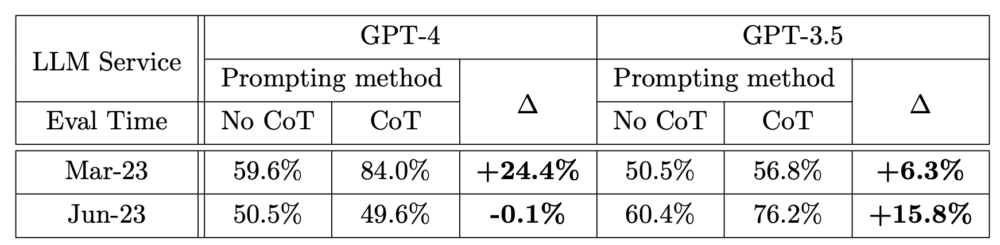 LLM Service GPT-4 GPT-3.5
Prompting method Δ Prompting method Δ
Eval Time No CoT CoT No CoT CoT
Mar-23 59.6% 84.0% +24.4% 50.5% 56.8% +6.3%
Jun-23 50.5% 49.6% -0.1% 60.4% 76.2% +15.8%